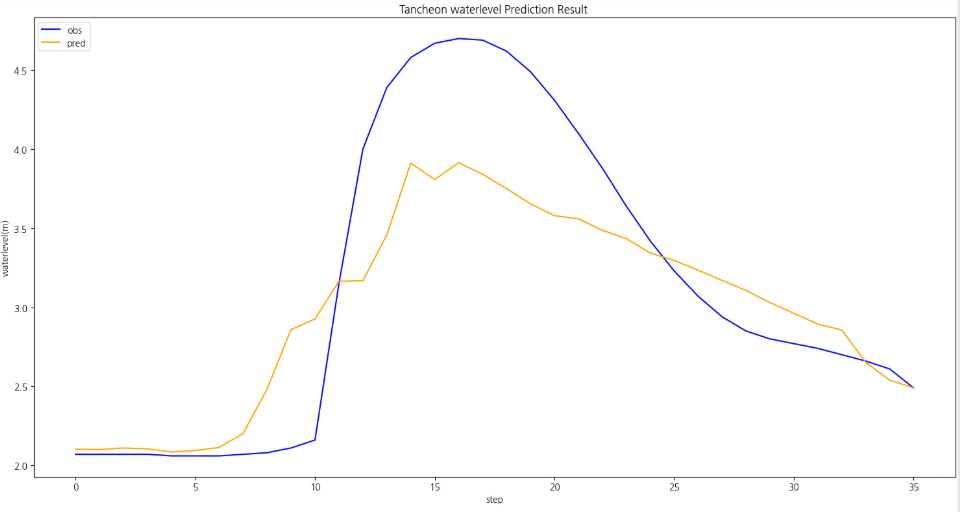 Tancheon waterlevel Prediction Result
obs
pred
4.5
4.0
3.5
3.0
2.5
2.0
waterlevel(m)
0 5 10 15 20 25 30 35
step